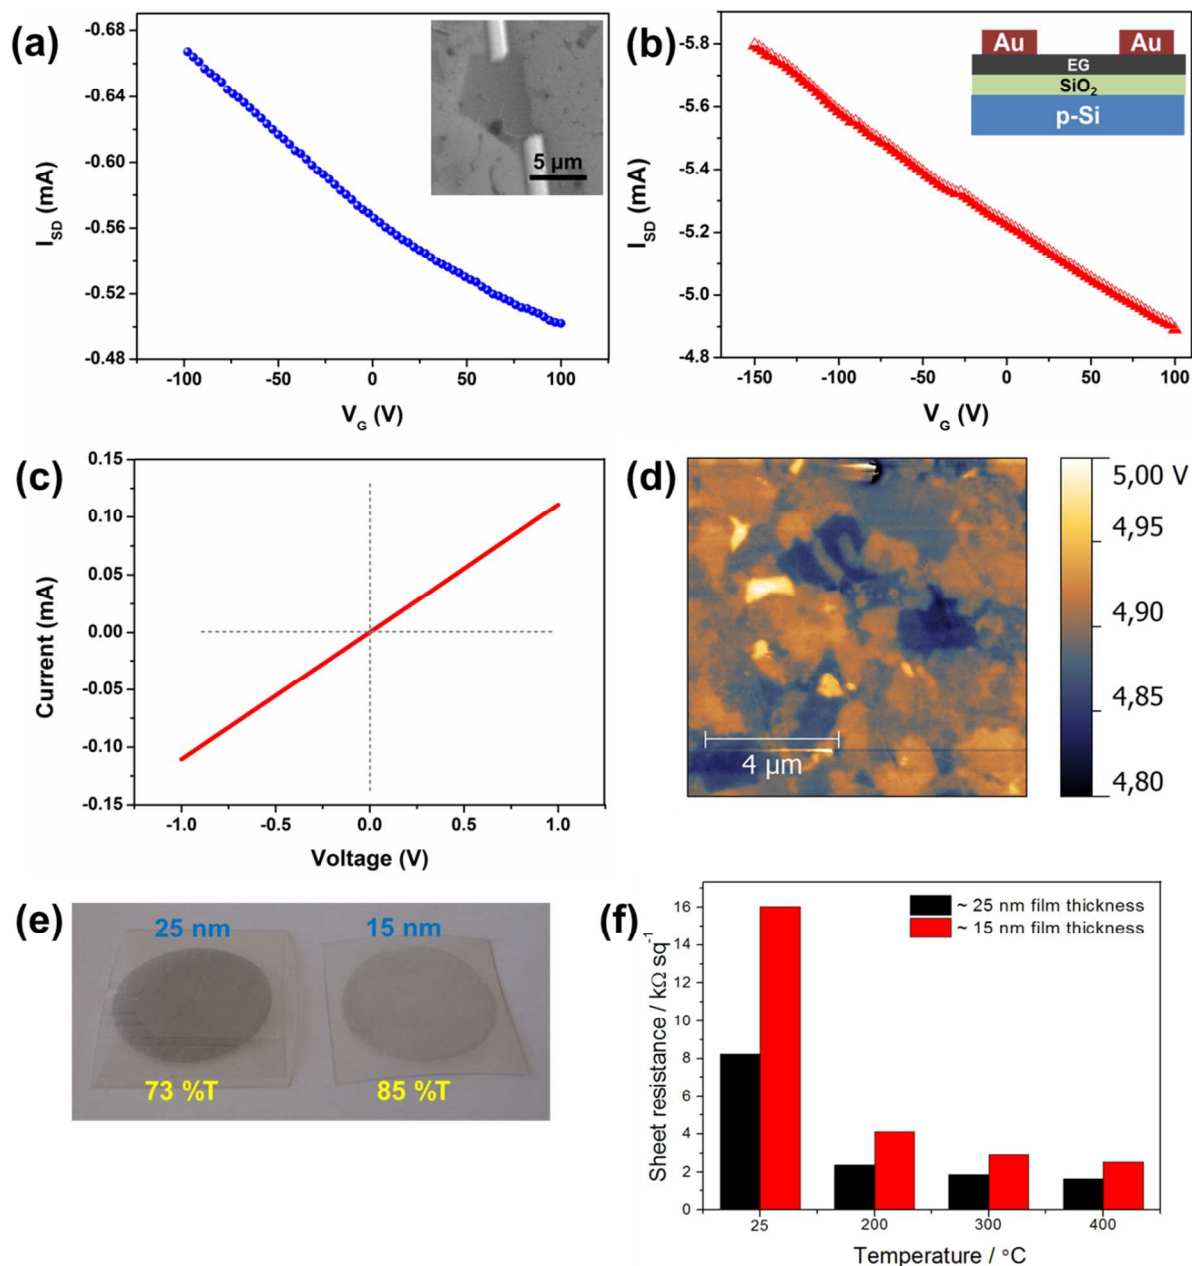 (a)
-0.68
-0.64
-0.60
-0.56
-0.52
-0.48
I_SD (mA)
-100
-50
0
50
100
V_G (V)
5 µm
(b)
-5.8
-5.6
-5.4
-5.2
-5.0
-4.8
I_SD (mA)
-150
-100
-50
0
50
100
V_G (V)
Au
Au
EG
SiO₂
p-Si
(c)
0.15
0.10
0.05
0.00
-0.05
-0.10
-0.15
Current (mA)
-1.0
-0.5
0.0
0.5
1.0
Voltage (V)
(d)
4 µm
5,00 V
4,95
4,90
4,85
4,80
(e)
25 nm
15 nm
73 %T
85 %T
(f)
~ 25 nm film thickness
~ 15 nm film thickness
16
14
12
10
8
6
4
2
0
Sheet resistance / kΩ sq⁻¹
25
200
300
400
Temperature / °C